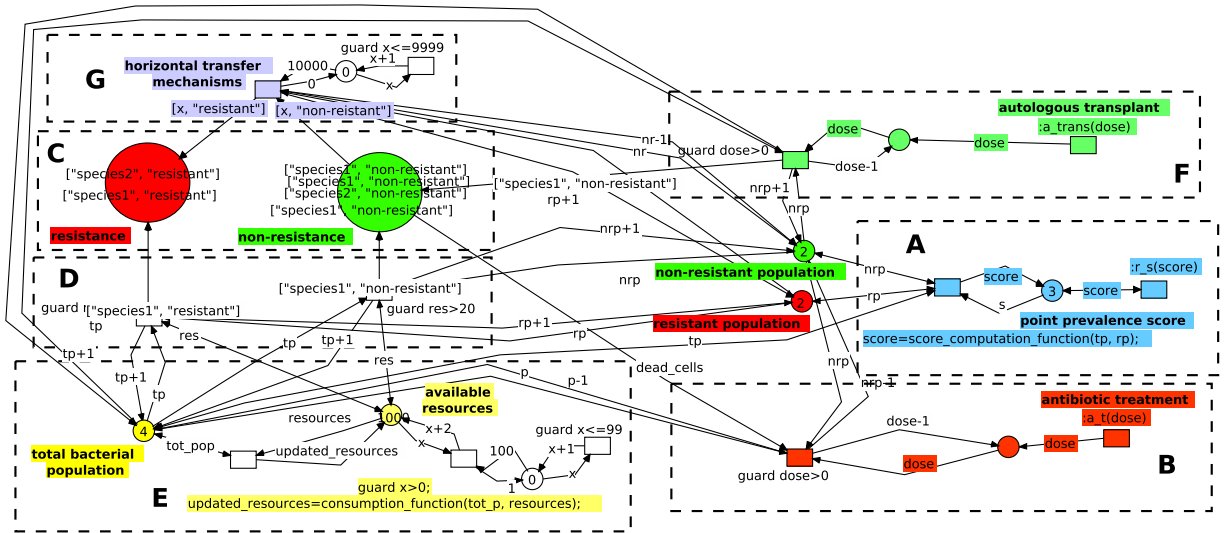 guard x<=9999
horizontal transfer
mechanisms
G
10000
0
0
x+1
x
[x, "resistant"]
[x, "non-reistant"]
autologous transplant
:a_trans(dose)
dose
dose
dose-1
guard dose>0
F
nr-1
nr
C
["species2", "resistant"]
["species1", "resistant"]
["species1", "non-resistant"]
["species1", "non-resistant"]
["species2", "non-resistant"]
["species1", "non-resistant"]
["species1", "non-resistant"]
rp+1
nrp+1
nrp
resistance
non-resistance
nrp+1
2
A
nrp
nrp
non-resistant population
:r_s(score)
score
3
score
s
rp
2
resistant population
point prevalence score
score=score_computation_function(tp, rp);
D
["species1", "non-resistant"]
guard res>20
guard r
["species1", "resistant"]
tp
res
rp+1
rp
tp
tp
tp+1
tp+1
res
tp+1
tp
p
p-1
dead_cells
nrp
nrp-1
available
resources
1000
resources
x+2
x
guard x<=99
x+1
x
100
1
0
4
tot_pop
updated_resources
total bacterial
population
E
guard x>0;
updated_resources=consumption_function(tot_p, resources);
antibiotic treatment
:a_t(dose)
dose-1
dose
dose
guard dose>0
B